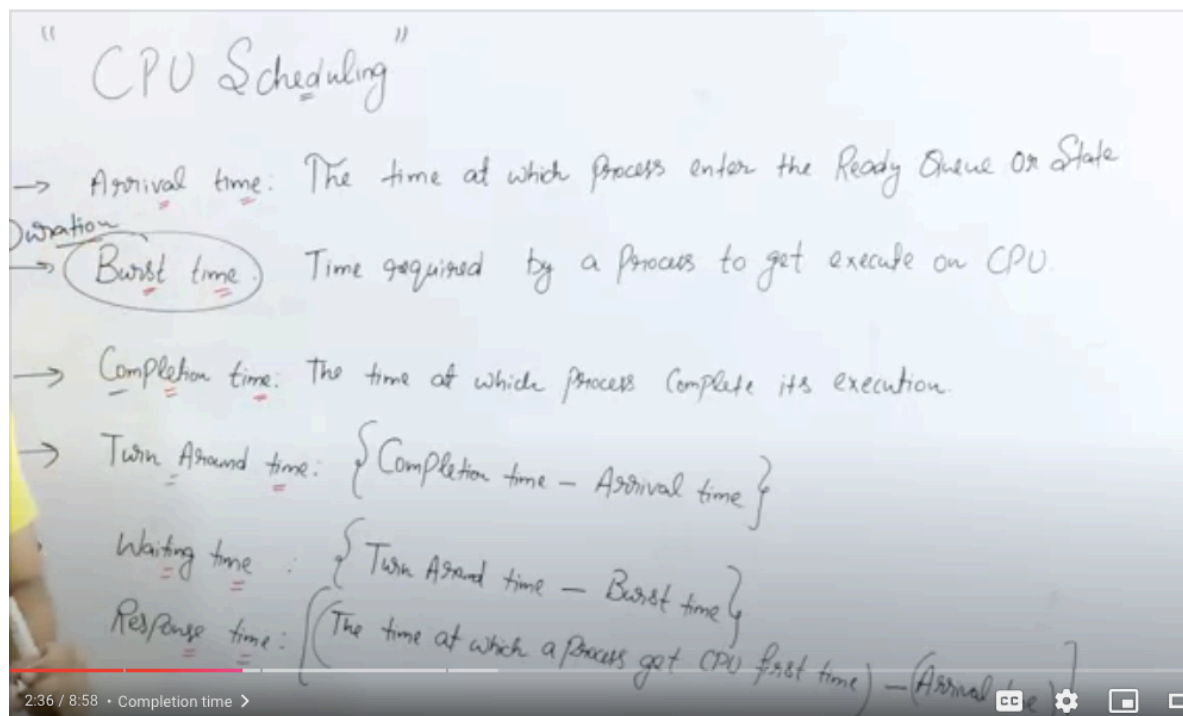 " CPU Scheduling "
→ Arrival time: The time at which Process enter the Ready Queue or State
Duration
→ Burst time. Time required by a Process to get execute on CPU.
→ Completion time: The time at which process Complete its execution.
→ Turn Around time: {Completion time - Arrival time}
Waiting time : {Turn Around time - Burst time}
Response time: [(The time at which a Process get CPU first time) - (Arrival
2:36 / 8:58 • Completion time >
CC